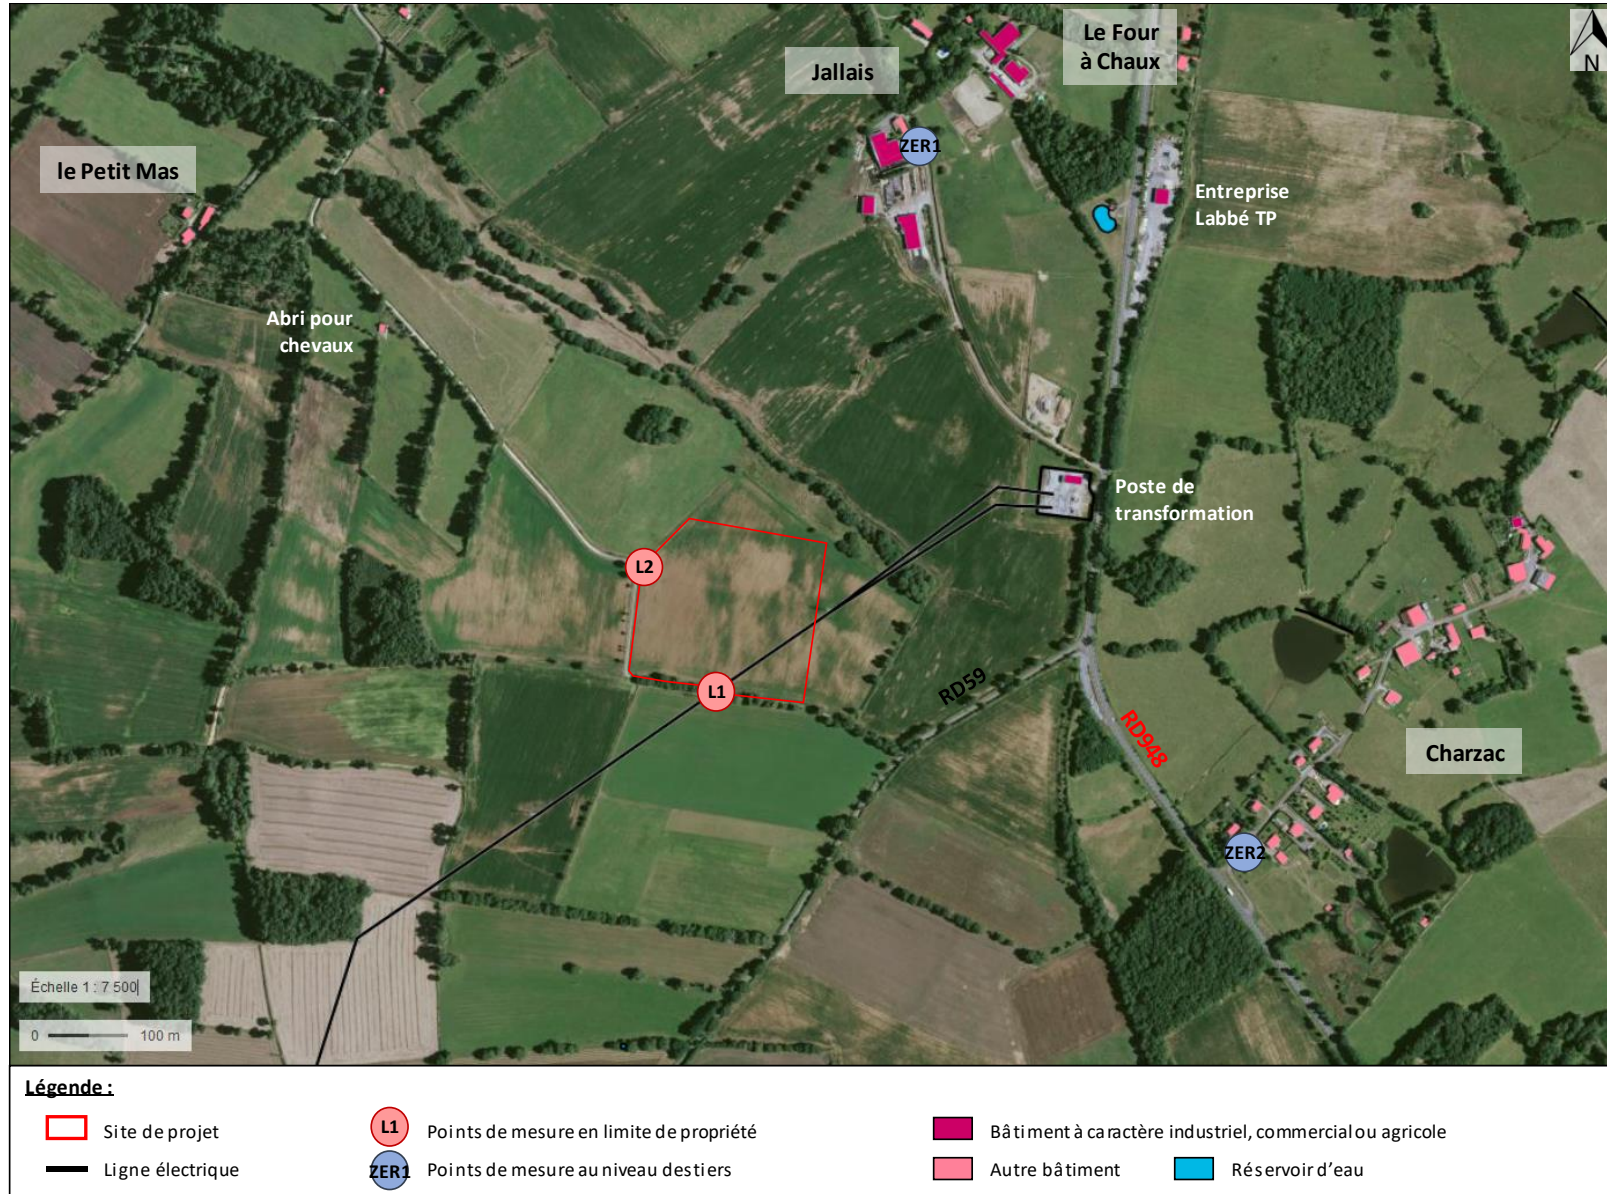 Le Four
à Chaux
N
Jallais
ZER1
le Petit Mas
Entreprise
Labbé TP
Abri pour
chevaux
Poste de
transformation
L2
L1
RD59
RD948
Charzac
ZER2
Échelle 1 : 7 500
0 100 m
Légende :
Site de projet
L1 Points de mesure en limite de propriété
Bâtiment à caractère industriel, commercial ou agricole
Ligne électrique
ZER1 Points de mesure au niveau des tiers
Autre bâtiment
Réservoir d'eau